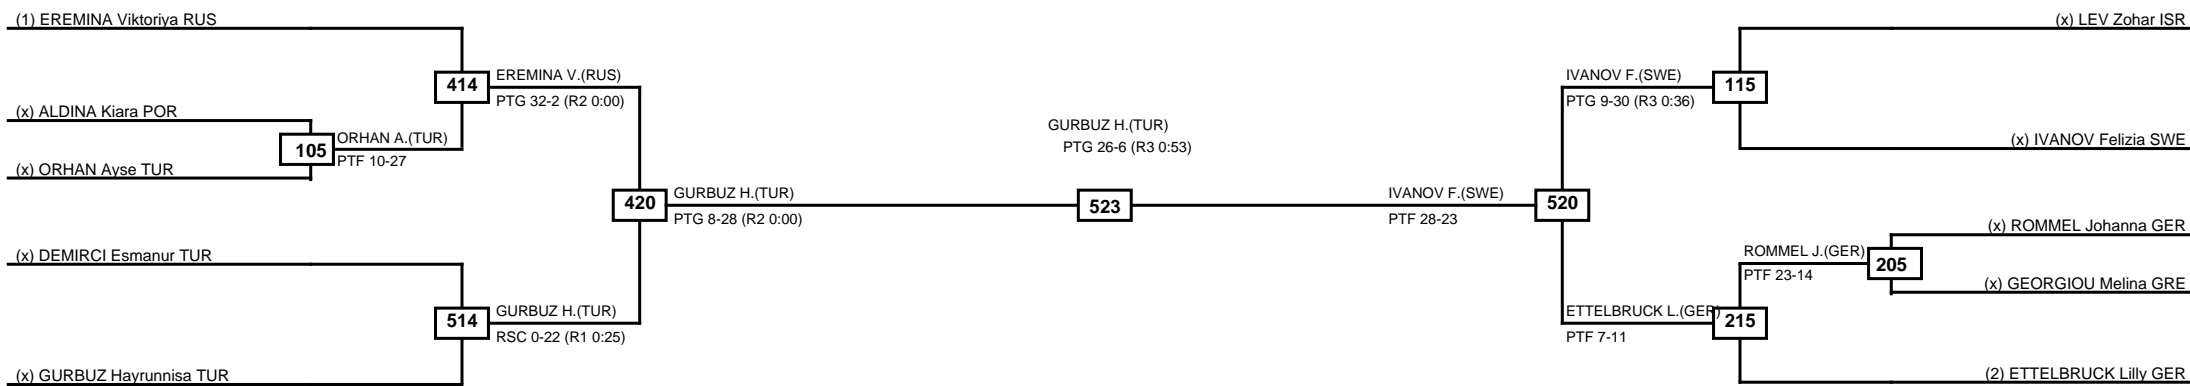 (1) EREMINA Viktoriya RUS
(x) LEV Zohar ISR
414
EREMINA V.(RUS)
PTG 32-2 (R2 0:00)
IVANOV F.(SWE)
PTG 9-30 (R3 0:36)
115
(x) ALDINA Kiara POR
105
ORHAN A.(TUR)
PTF 10-27
(x) ORHAN Ayse TUR
GURBUZ H.(TUR)
PTG 26-6 (R3 0:53)
(x) IVANOV Felizia SWE
420
GURBUZ H.(TUR)
PTG 8-28 (R2 0:00)
523
IVANOV F.(SWE)
PTF 28-23
520
(x) ROMMEL Johanna GER
ROMMEL J.(GER)
PTF 23-14
205
(x) GEORGIOU Melina GRE
(x) DEMIRCI Esmanur TUR
514
GURBUZ H.(TUR)
RSC 0-22 (R1 0:25)
ETTELBRUCK L.(GER)
PTF 7-11
215
(x) GURBUZ Hayrunnisa TUR
(2) ETTELBRUCK Lilly GER